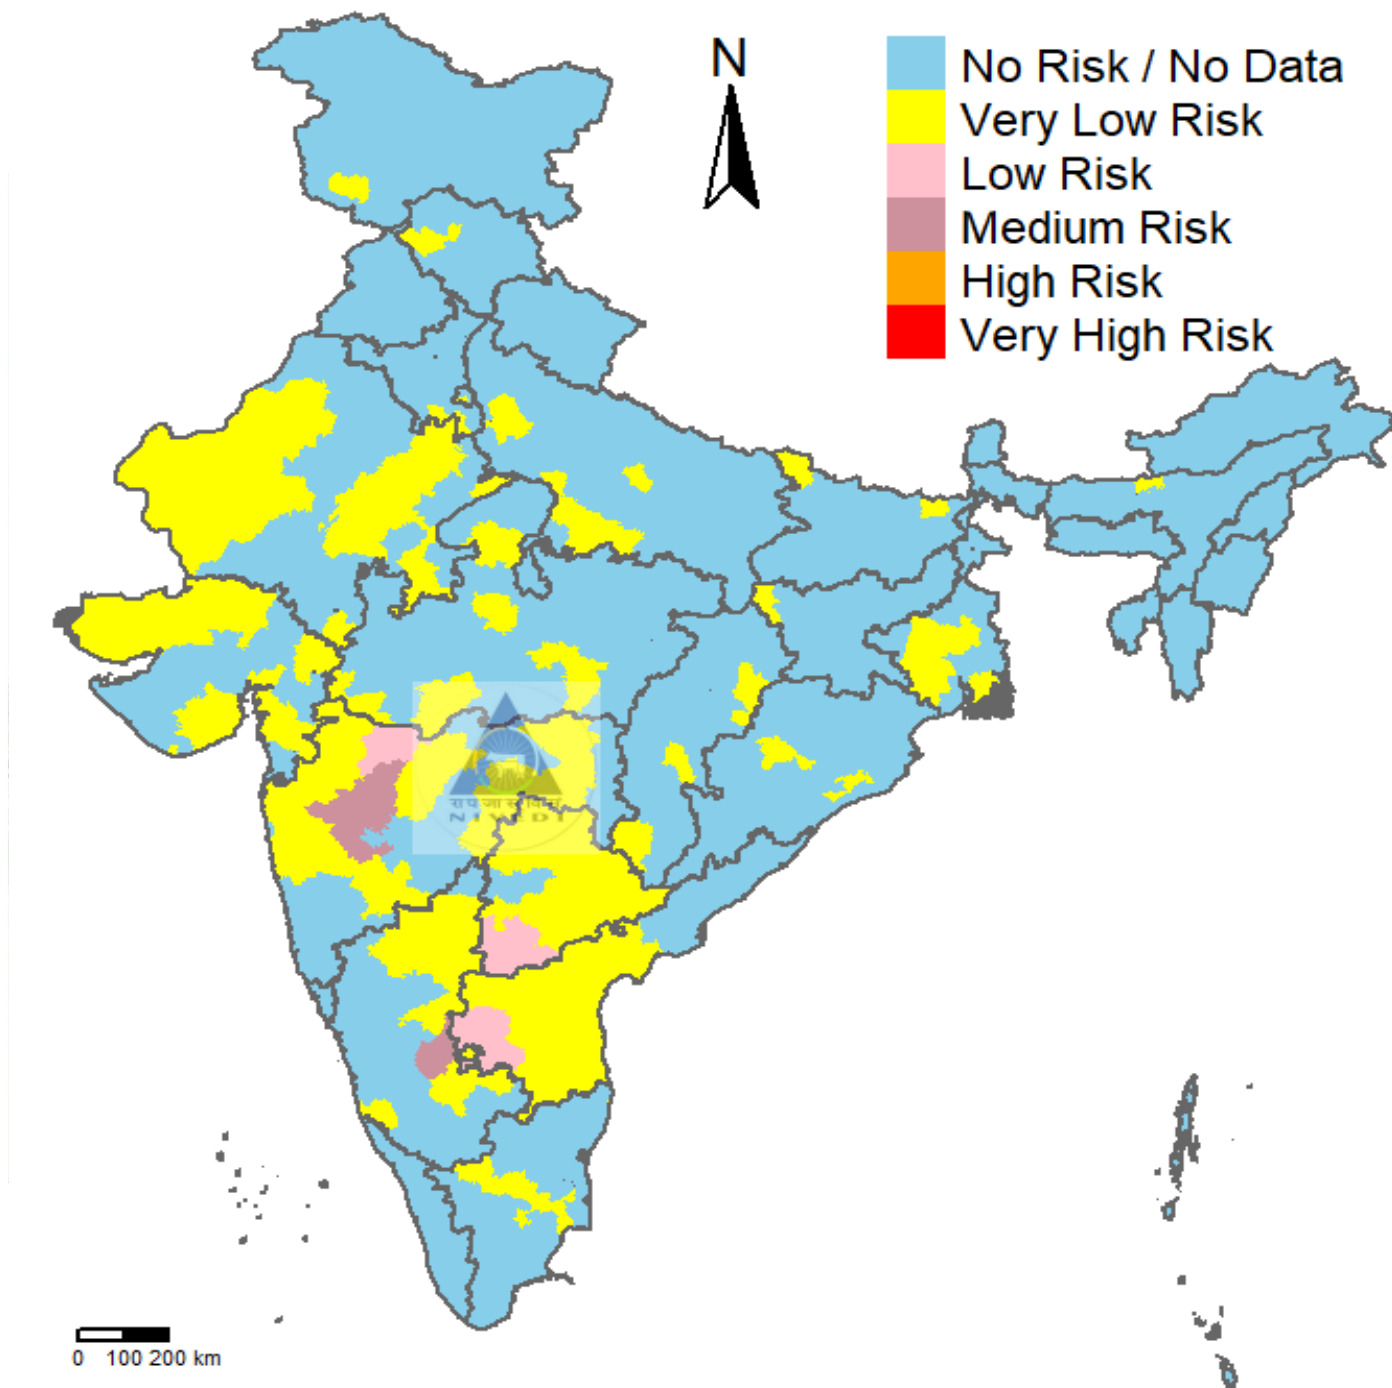 N
No Risk / No Data
Very Low Risk
Low Risk
Medium Risk
High Risk
Very High Risk
NIVEDI
0 100 200 km